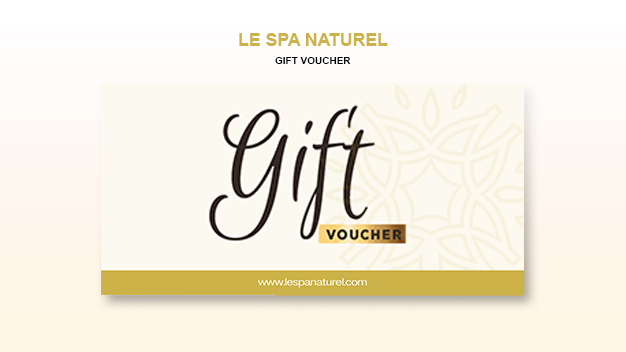 LE SPA NATUREL
GIFT VOUCHER
Gift
VOUCHER
www.lespanaturel.com